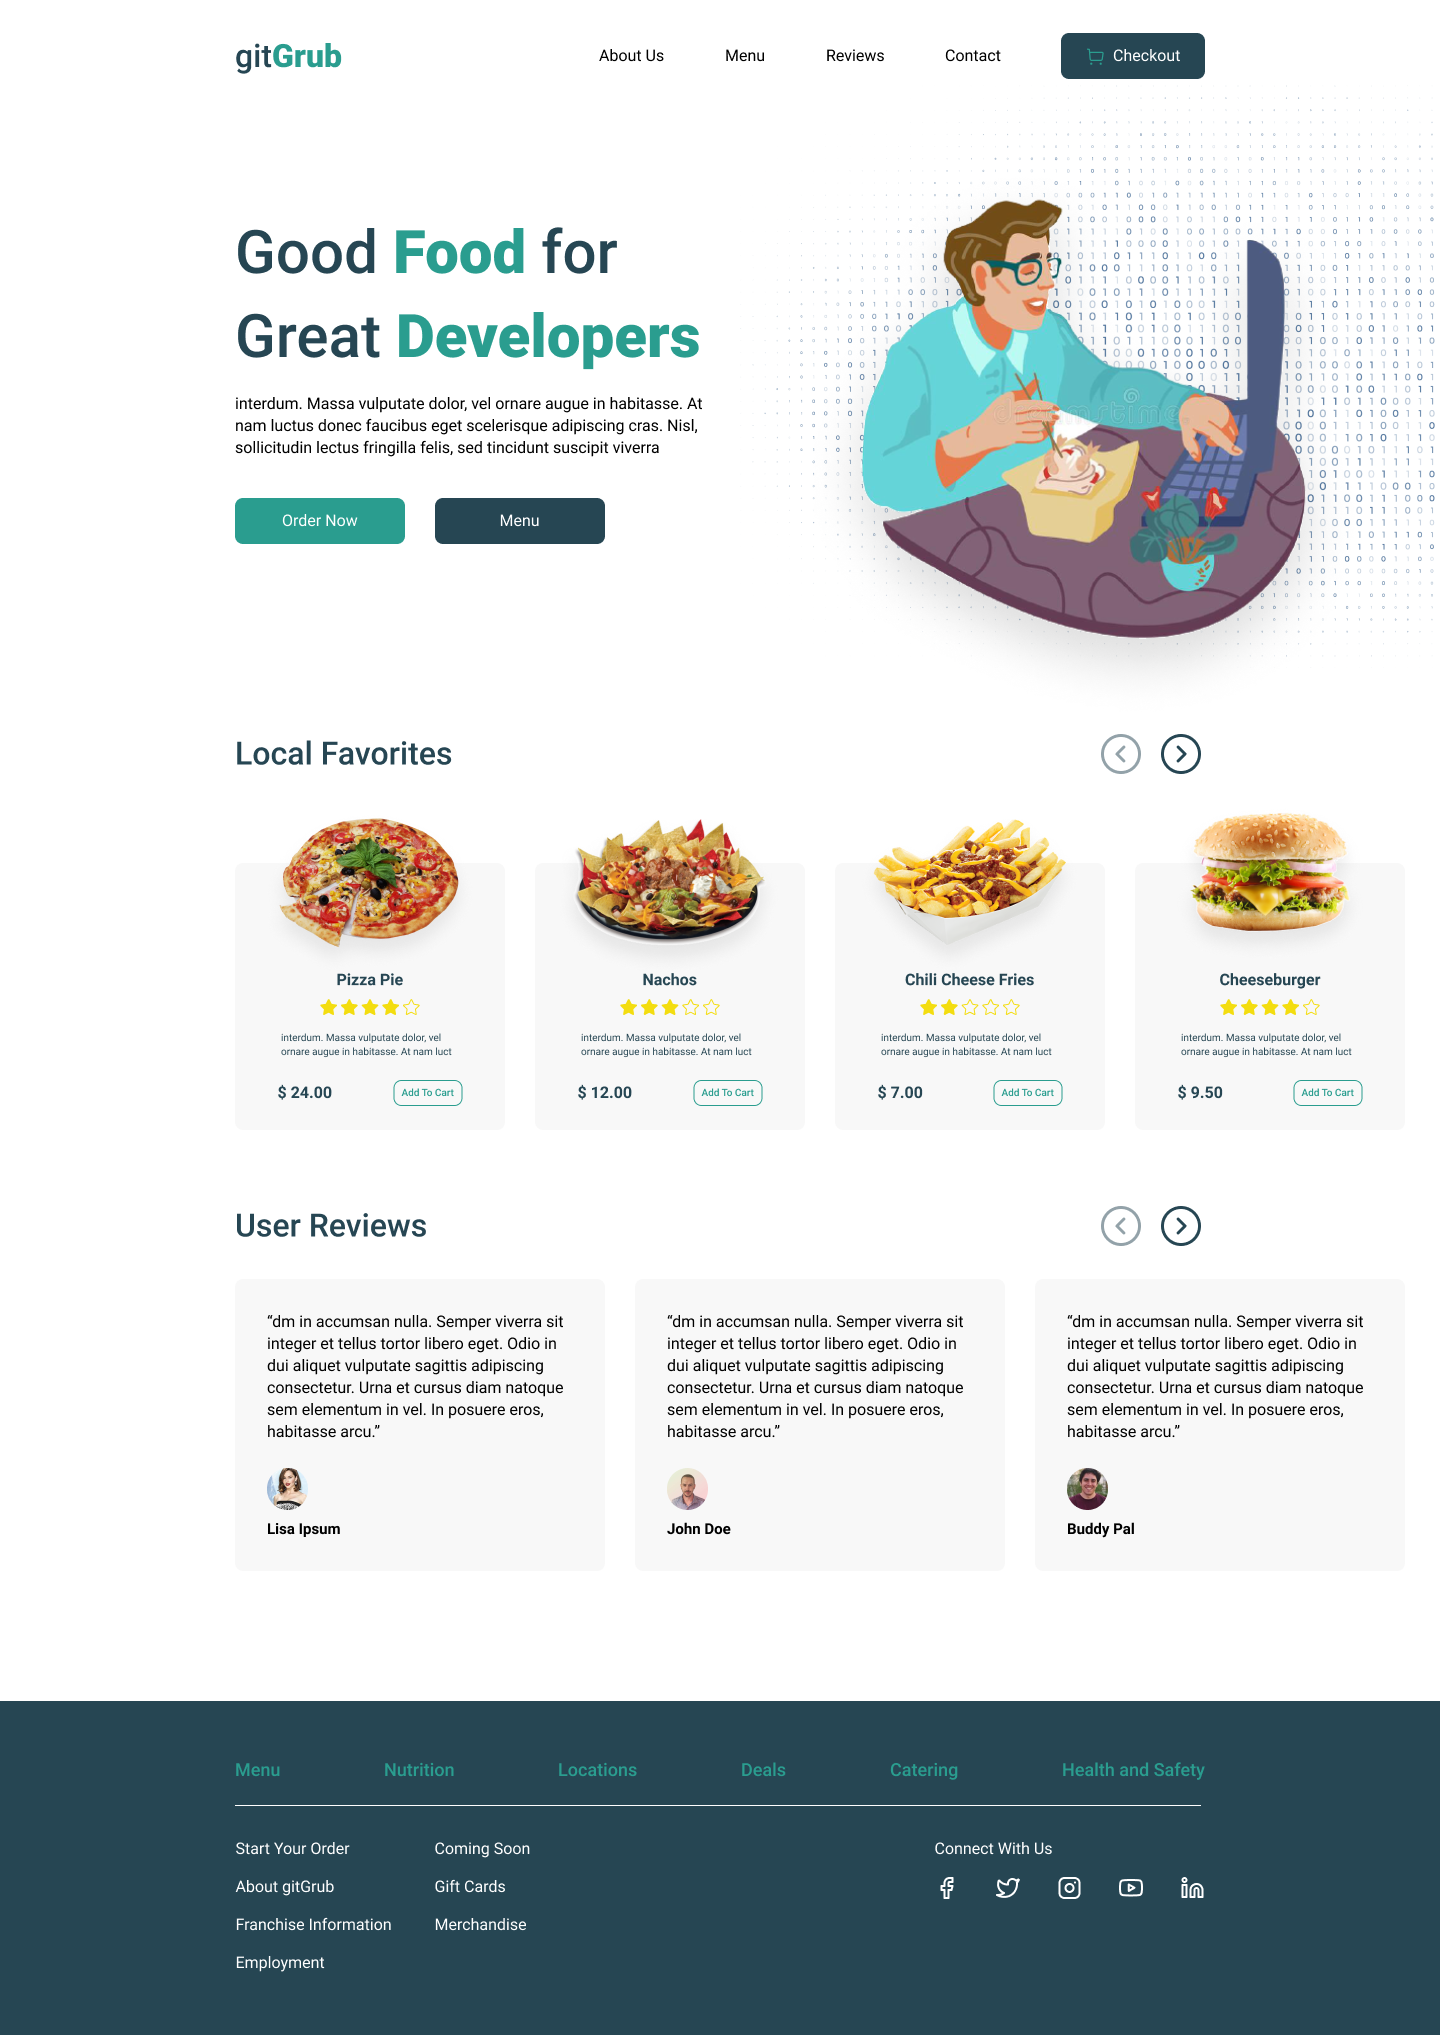 gitGrub
About Us
Menu
Reviews
Contact
Checkout
Good Food for
Great Developers
interdum. Massa vulputate dolor, vel ornare augue in habitasse. At
nam luctus donec faucibus eget scelerisque adipiscing cras. Nisl,
sollicitudin lectus fringilla felis, sed tincidunt suscipit viverra
Order Now
Menu
dreamstime
Local Favorites
Pizza Pie
interdum. Massa vulputate dolor, vel
ornare augue in habitasse. At nam luct
$ 24.00
Add To Cart
Nachos
interdum. Massa vulputate dolor, vel
ornare augue in habitasse. At nam luct
$ 12.00
Add To Cart
Chili Cheese Fries
interdum. Massa vulputate dolor, vel
ornare augue in habitasse. At nam luct
$ 7.00
Add To Cart
Cheeseburger
interdum. Massa vulputate dolor, vel
ornare augue in habitasse. At nam luct
$ 9.50
Add To Cart
User Reviews
“dm in accumsan nulla. Semper viverra sit
integer et tellus tortor libero eget. Odio in
dui aliquet vulputate sagittis adipiscing
consectetur. Urna et cursus diam natoque
sem elementum in vel. In posuere eros,
habitasse arcu.”
Lisa Ipsum
“dm in accumsan nulla. Semper viverra sit
integer et tellus tortor libero eget. Odio in
dui aliquet vulputate sagittis adipiscing
consectetur. Urna et cursus diam natoque
sem elementum in vel. In posuere eros,
habitasse arcu.”
John Doe
“dm in accumsan nulla. Semper viverra sit
integer et tellus tortor libero eget. Odio in
dui aliquet vulputate sagittis adipiscing
consectetur. Urna et cursus diam natoque
sem elementum in vel. In posuere eros,
habitasse arcu.”
Buddy Pal
Menu
Nutrition
Locations
Deals
Catering
Health and Safety
Start Your Order
About gitGrub
Franchise Information
Employment
Coming Soon
Gift Cards
Merchandise
Connect With Us